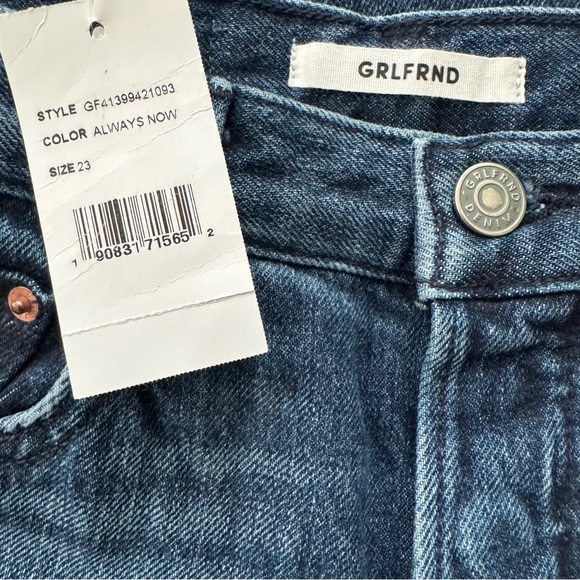 STYLE GF41399421093
COLOR ALWAYS NOW
SIZE 23
1 90831 71565 2
GRLFRND
GRLFRND
DENIM